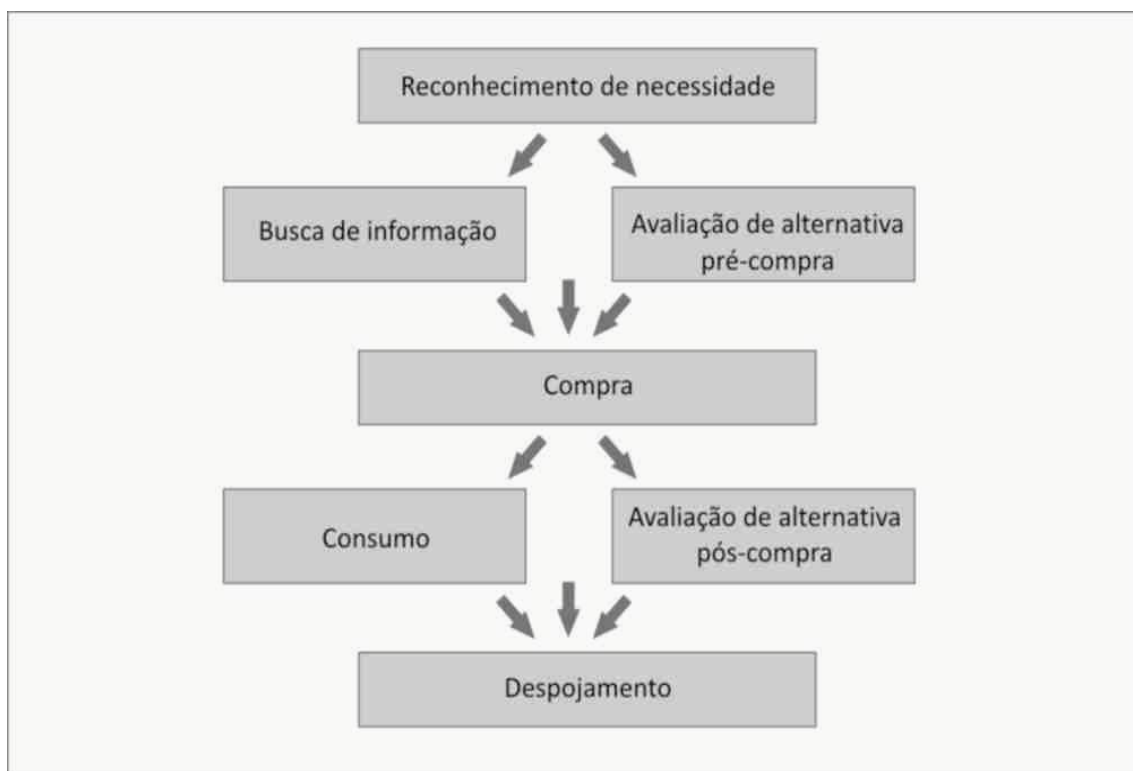 Reconhecimento de necessidade
Busca de informação
Avaliação de alternativa
pré-compra
Compra
Consumo
Avaliação de alternativa
pós-compra
Despojamento